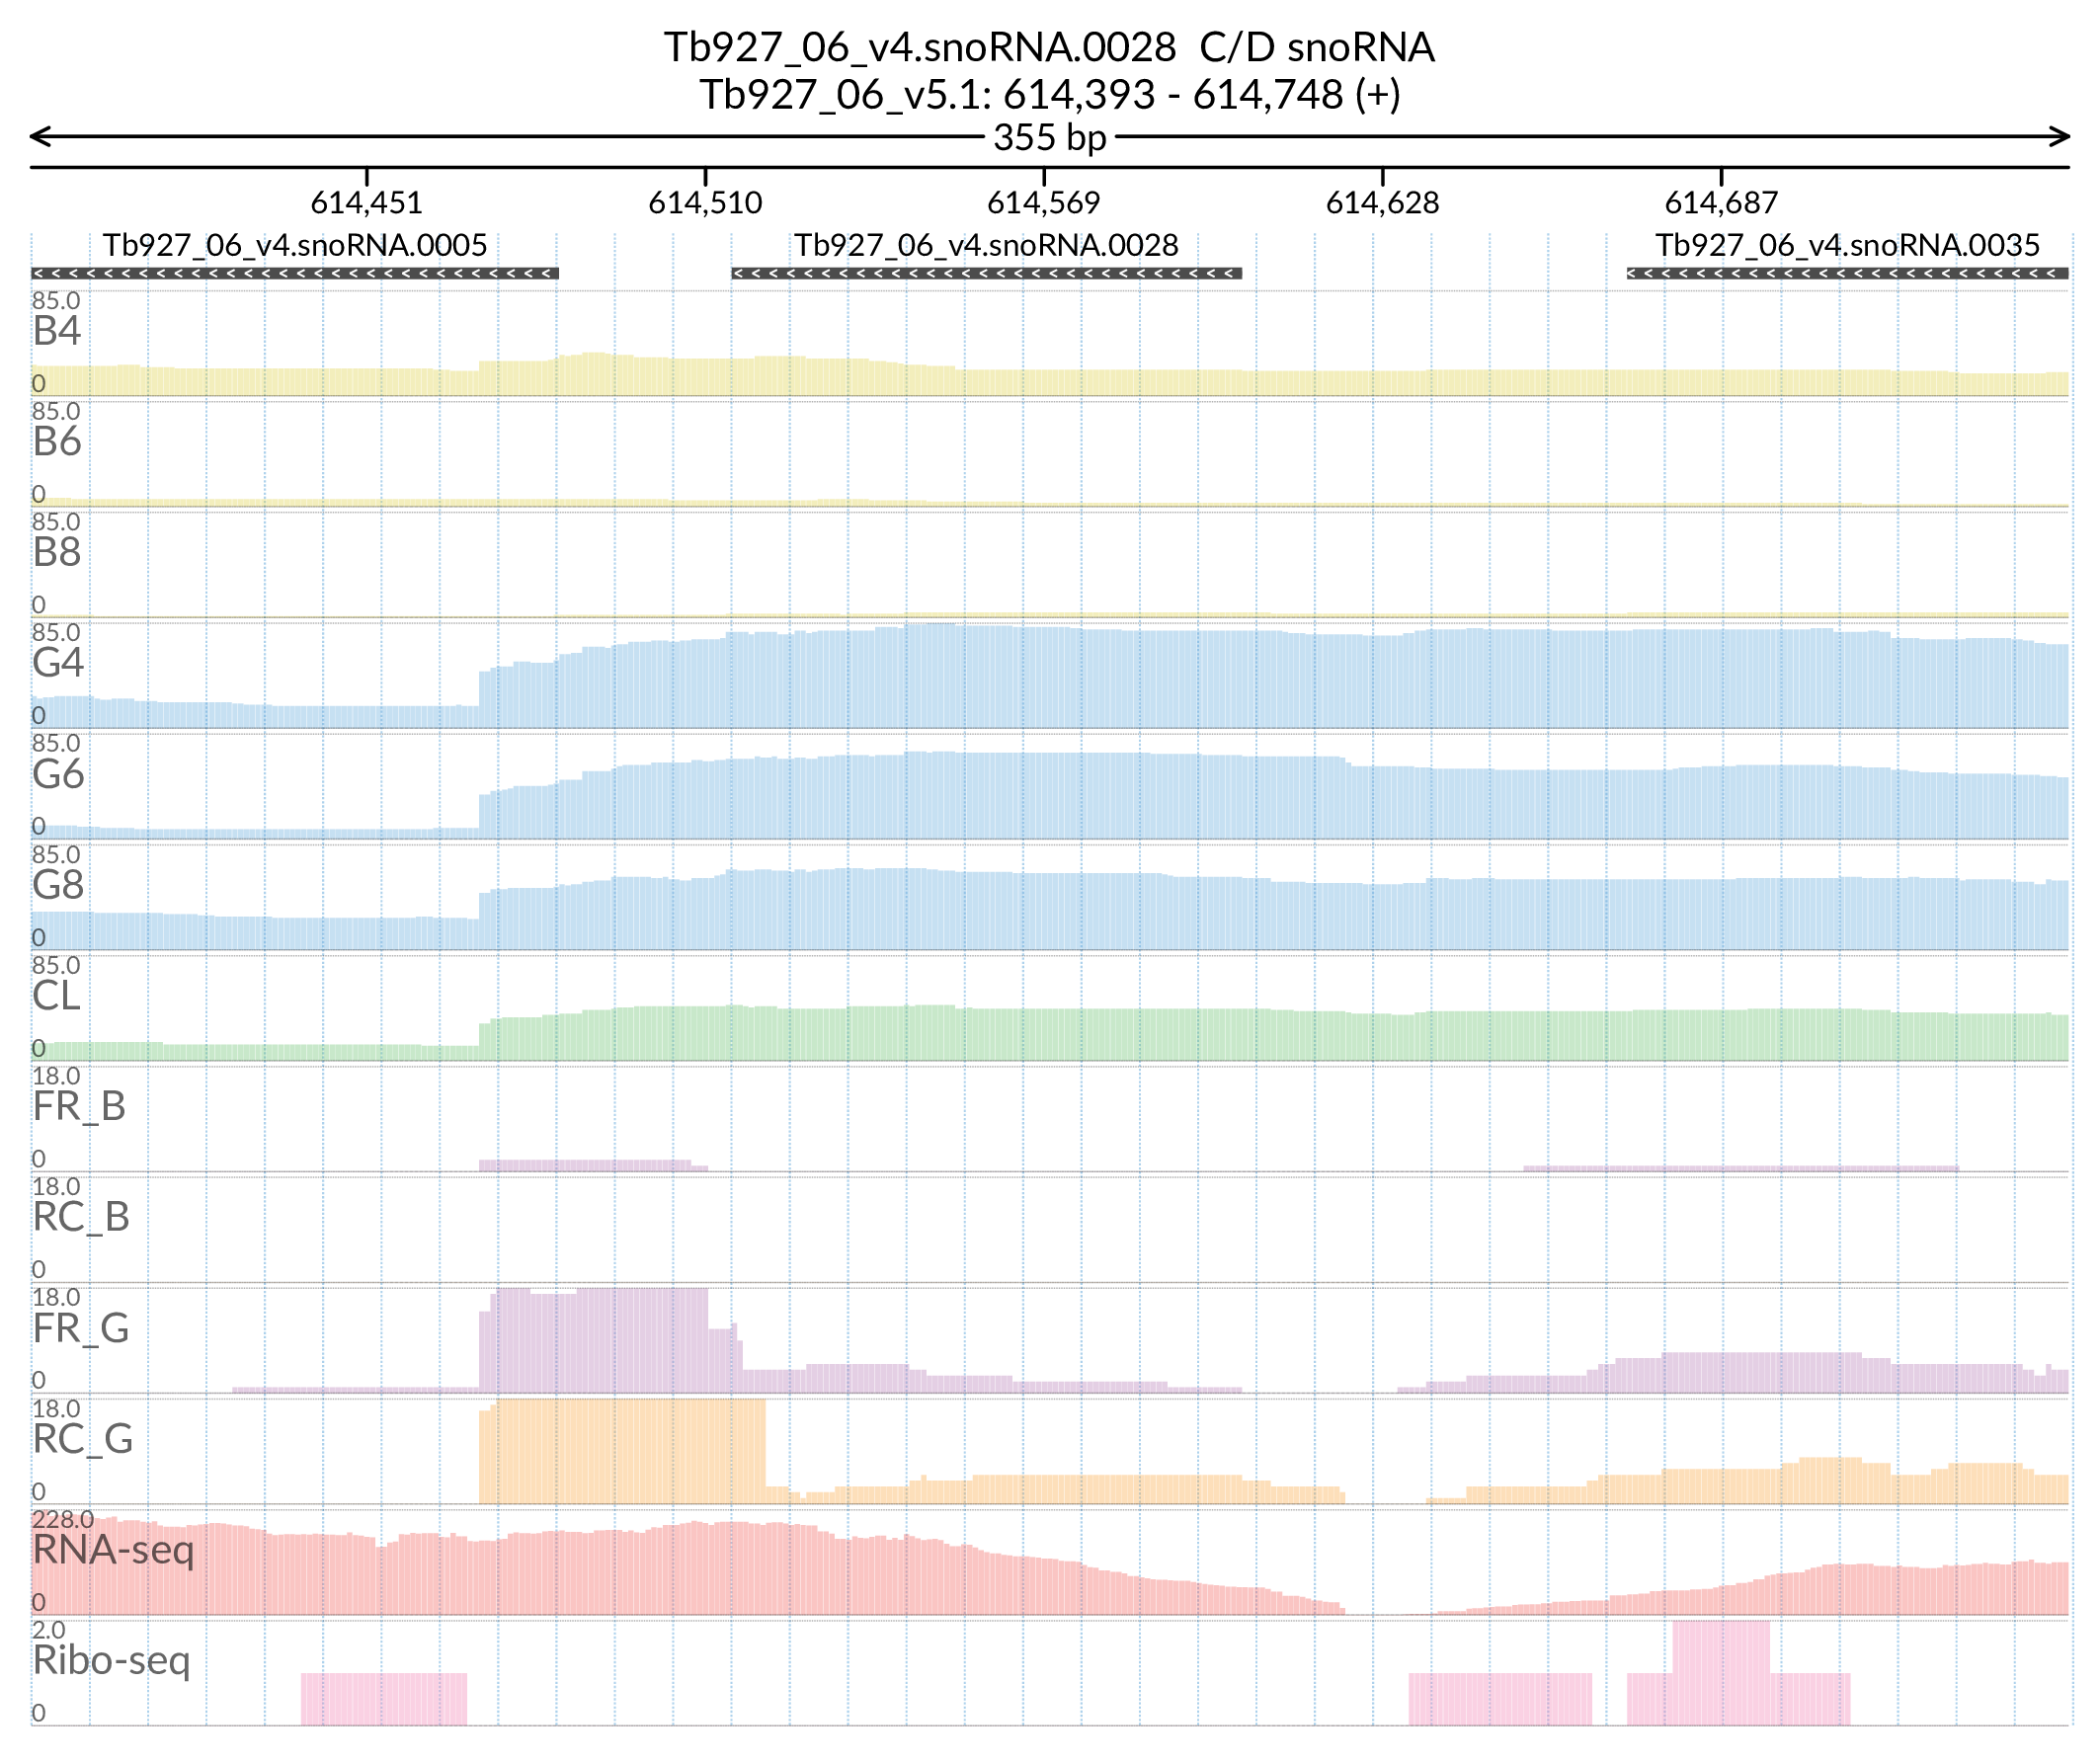 Tb927_06_v4.snoRNA.0028 C/D snoRNA
Tb927_06_v5.1: 614,393 - 614,748 (+)
355 bp
614,451 614,510 614,569 614,628 614,687
Tb927_06_v4.snoRNA.0005 Tb927_06_v4.snoRNA.0028 Tb927_06_v4.snoRNA.0035
85.0
B4
0
85.0
B6
0
85.0
B8
0
85.0
G4
0
85.0
G6
0
85.0
G8
0
85.0
CL
0
18.0
FR_B
0
18.0
RC_B
0
18.0
FR_G
0
18.0
RC_G
0
228.0
RNA-seq
0
2.0
Ribo-seq
0